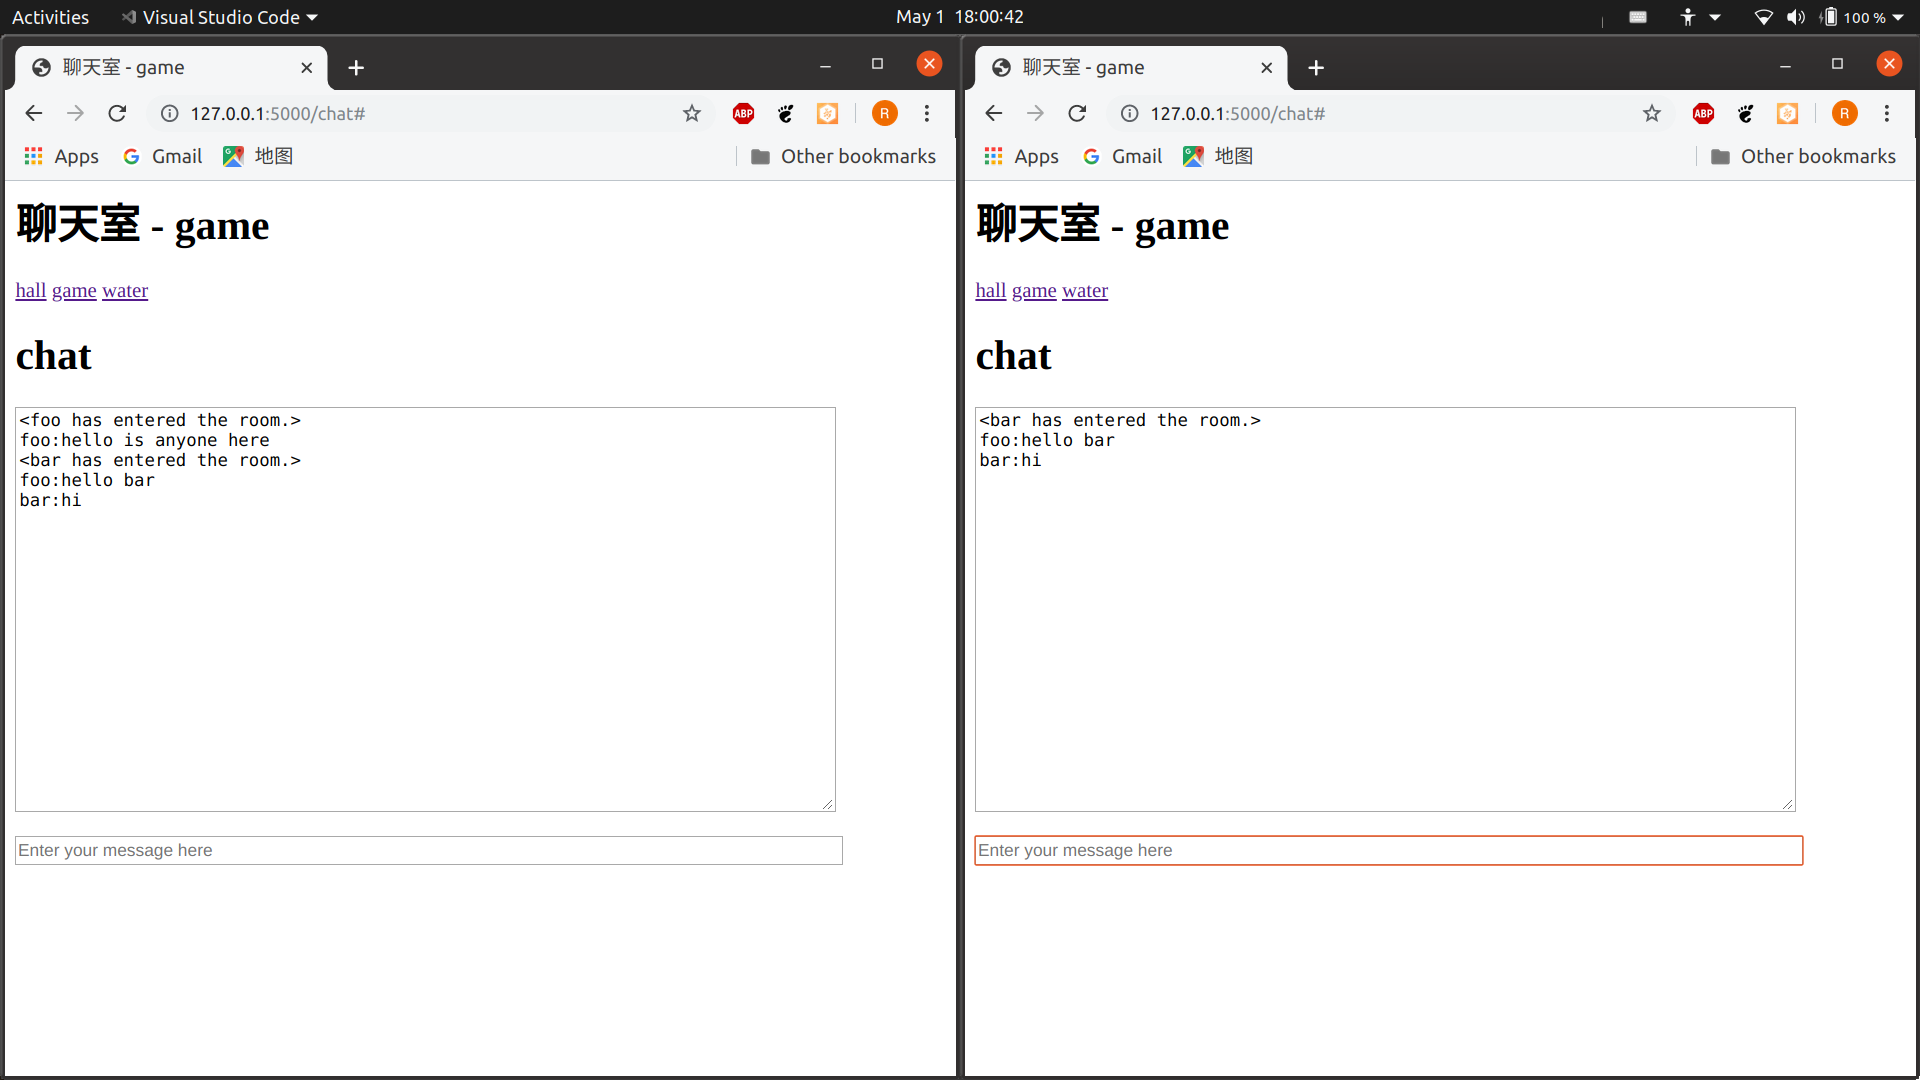 Activities Visual Studio Code May 1 18:00:42 100 %
聊天室 - game
127.0.0.1:5000/chat# ABP R
Apps G Gmail 地图 Other bookmarks
聊天室 - game
hall game water
chat
<foo has entered the room.>
foo:hello is anyone here
<bar has entered the room.>
foo:hello bar
bar:hi
Enter your message here
聊天室 - game
127.0.0.1:5000/chat# ABP R
Apps G Gmail 地图 Other bookmarks
聊天室 - game
hall game water
chat
<bar has entered the room.>
foo:hello bar
bar:hi
Enter your message here